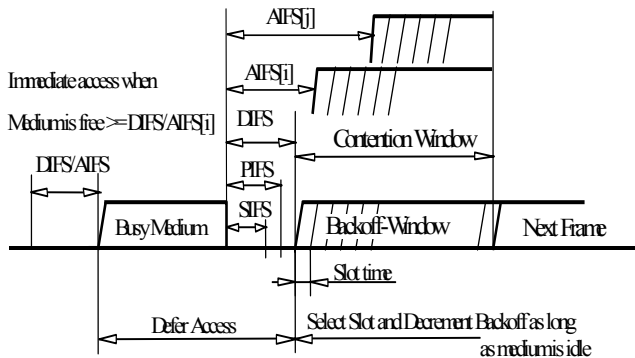 AIFS[j]
AIFS[i]
Immediate access when
Medium is free >= DIFS/AIFS[i]
DIFS
Contention Window
DIFS/AIFS
PIFS
SIFS
Busy Medium
Backoff-Window
Next Frame
Slot time
Defer Access
Select Slot and Decrement Backoff as long
as medium is idle